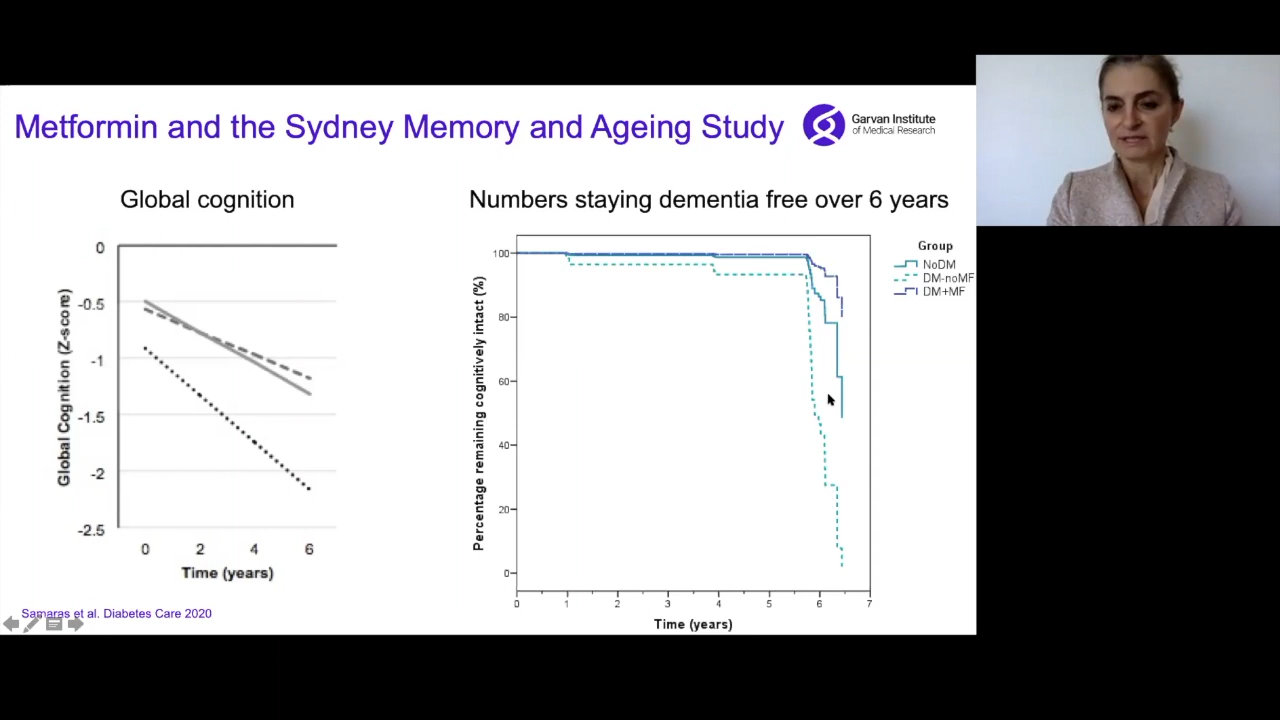 Metformin and the Sydney Memory and Ageing Study
Garvan Institute
of Medical Research
Global cognition
Numbers staying dementia free over 6 years
0
-0.5
-1
-1.5
-2
-2.5
Global Cognition (Z-score)
0 2 4 6
Time (years)
100
80
60
40
20
0
Percentage remaining cognitively intact (%)
0 1 2 3 4 5 6 7
Time (years)
Group
NoDM
DM-noMF
DM+MF
Samaras et al. Diabetes Care 2020